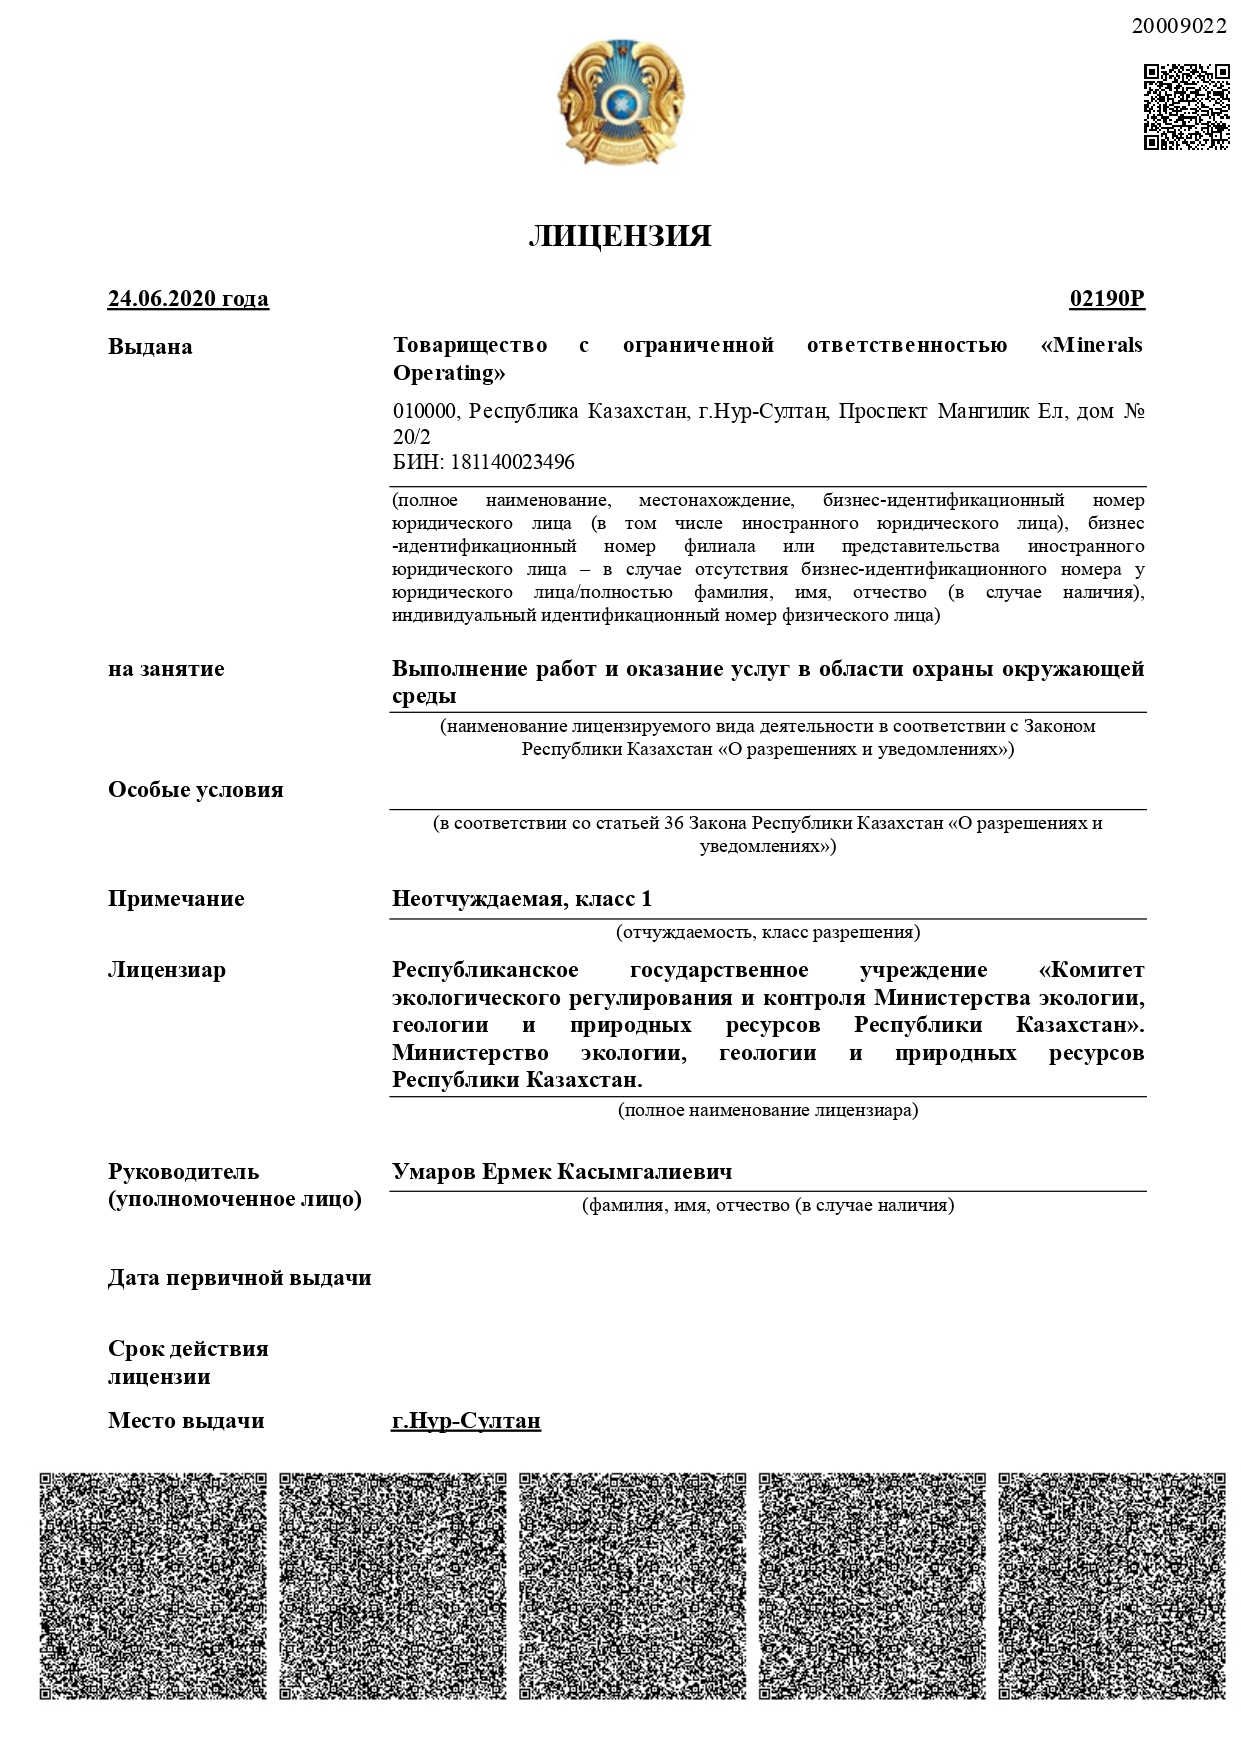 20009022
ЛИЦЕНЗИЯ
24.06.2020 года 02190P
Выдана
Товарищество с ограниченной ответственностью «Minerals
Operating»
010000, Республика Казахстан, г.Нур-Султан, Проспект Мангилик Ел, дом №
20/2
БИН: 181140023496
(полное наименование, местонахождение, бизнес-идентификационный номер
юридического лица (в том числе иностранного юридического лица), бизнес
-идентификационный номер филиала или представительства иностранного
юридического лица – в случае отсутствия бизнес-идентификационного номера у
юридического лица/полностью фамилия, имя, отчество (в случае наличия),
индивидуальный идентификационный номер физического лица)
на занятие
Выполнение работ и оказание услуг в области охраны окружающей
среды
(наименование лицензируемого вида деятельности в соответствии с Законом
Республики Казахстан «О разрешениях и уведомлениях»)
Особые условия
(в соответствии со статьей 36 Закона Республики Казахстан «О разрешениях и
уведомлениях»)
Примечание
Неотчуждаемая, класс 1
(отчуждаемость, класс разрешения)
Лицензиар
Республиканское государственное учреждение «Комитет
экологического регулирования и контроля Министерства экологии,
геологии и природных ресурсов Республики Казахстан».
Министерство экологии, геологии и природных ресурсов
Республики Казахстан.
(полное наименование лицензиара)
Руководитель
(уполномоченное лицо)
Умаров Ермек Касымгалиевич
(фамилия, имя, отчество (в случае наличия)
Дата первичной выдачи
Срок действия
лицензии
Место выдачи
г.Нур-Султан